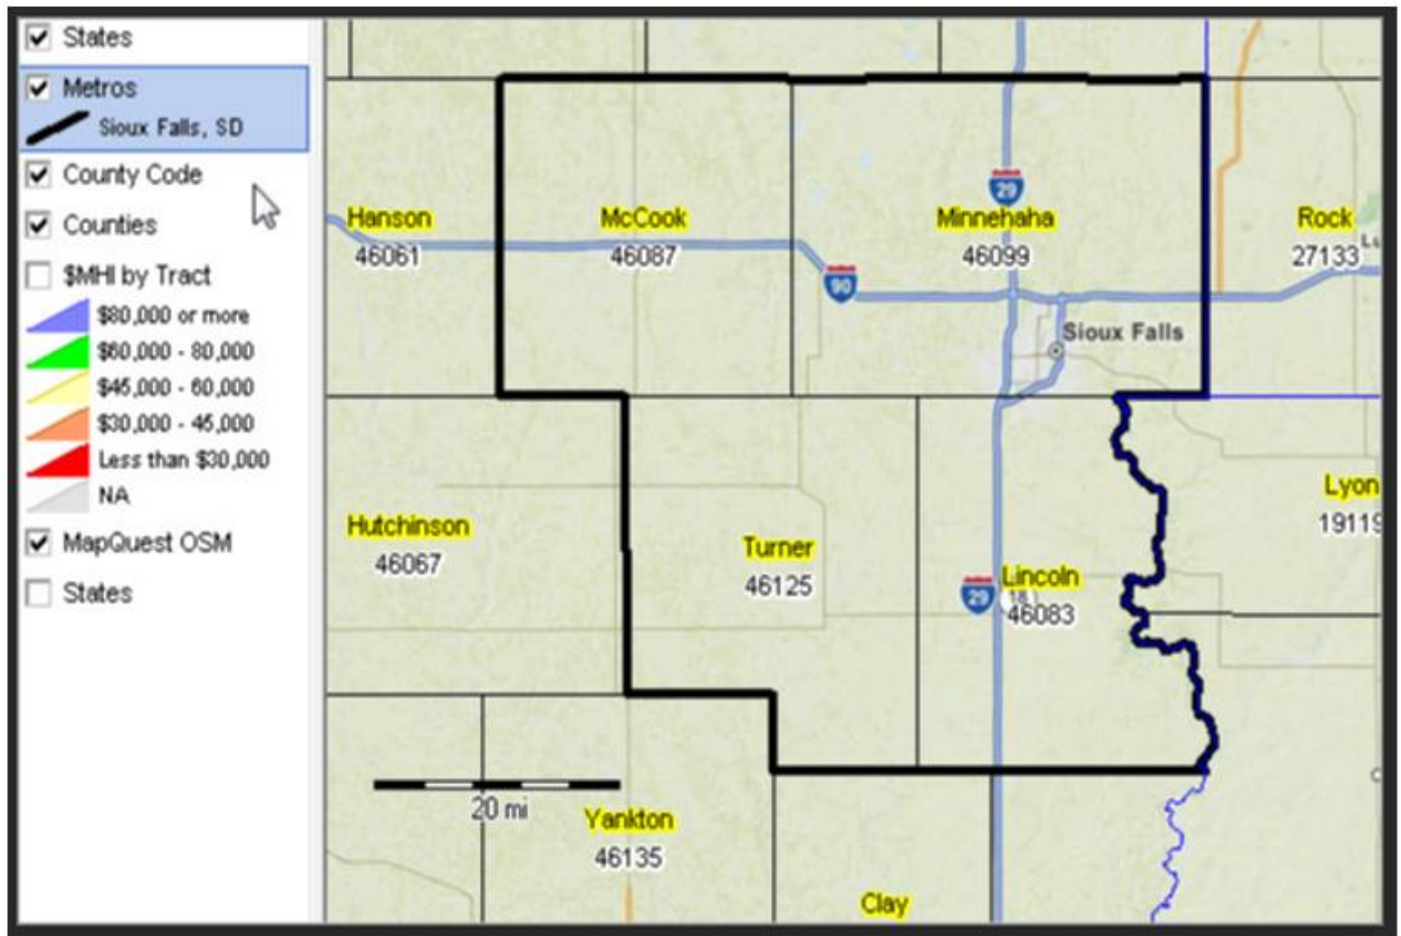 States
Metros
Sioux Falls, SD
County Code
Counties
$MHI by Tract
$80,000 or more
$60,000 - 80,000
$45,000 - 60,000
$30,000 - 45,000
Less than $30,000
NA
MapQuest OSM
States
29
Hanson
46061
McCook
46087
Minnehaha
46099
Rock
27133
Lu
90
Sioux Falls
Hutchinson
46067
Turner
46125
29
Lincoln
18
46083
Lyon
19119
20 mi
Yankton
46135
Clay